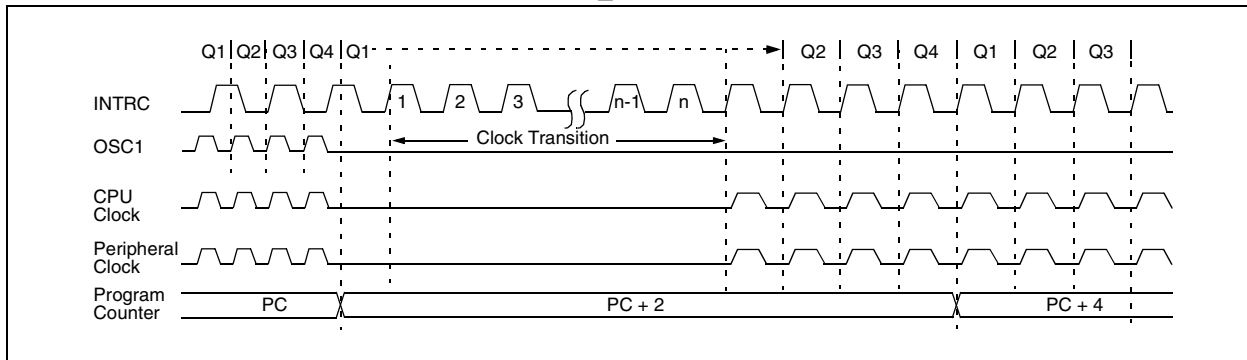 Q1 Q2 Q3 Q4 Q1 Q2 Q3 Q4 Q1 Q2 Q3
INTRC 1 2 3 n-1 n
OSC1 Clock Transition
CPU
Clock
Peripheral
Clock
Program
Counter PC PC + 2 PC + 4